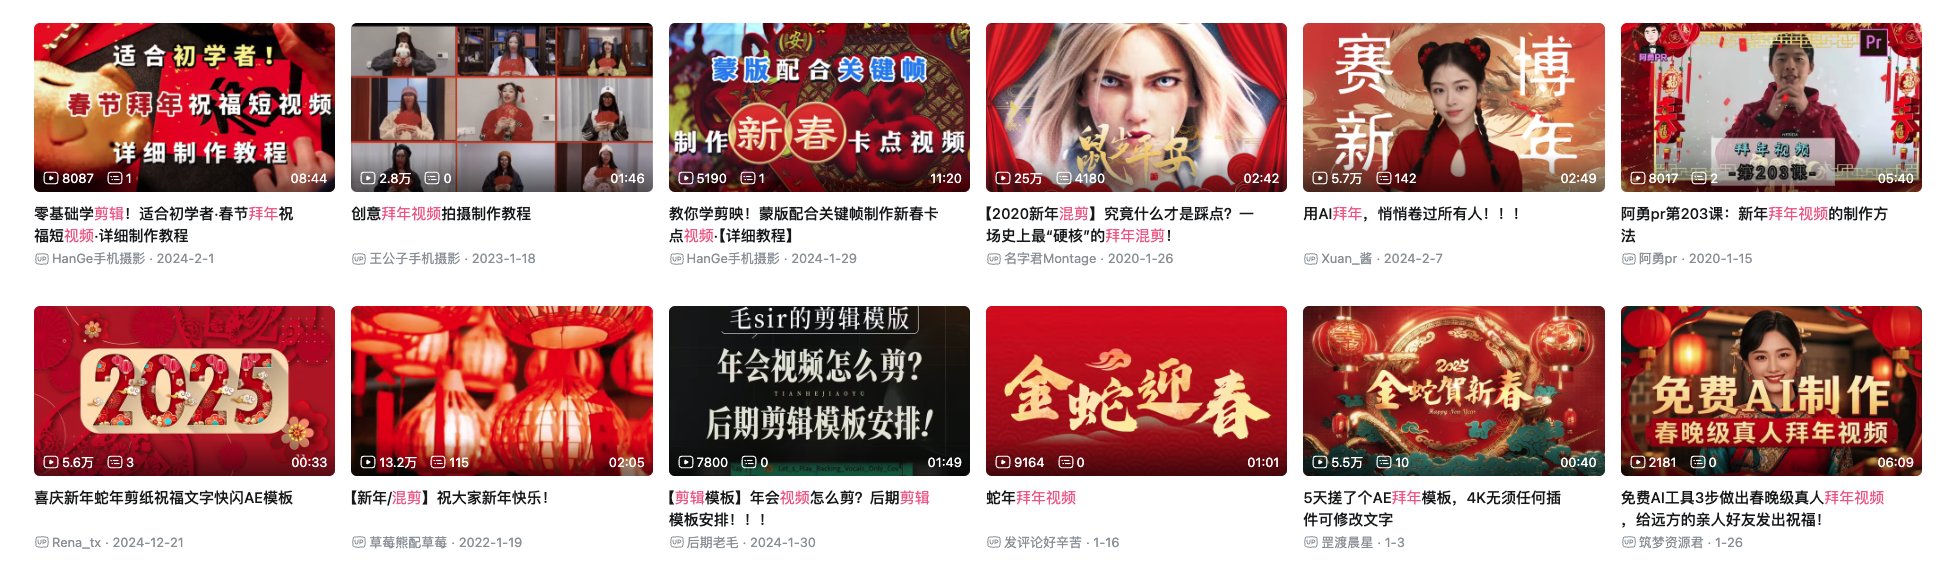 适合初学者！
春节拜年祝福短视频
详细制作教程
8087 1 08:44
零基础学剪辑！适合初学者·春节拜年祝
福短视频·详细制作教程
UP HanGe手机摄影 · 2024-2-1
2.8万 0 01:46
创意拜年视频拍摄制作教程
UP 王公子手机摄影 · 2023-1-18
安
蒙版配合关键帧
制作新春卡点视频
5190 1 11:20
教你学剪映！蒙版配合关键帧制作新春卡
点视频·【详细教程】
UP HanGe手机摄影 · 2024-1-29
25万 4180 02:42
【2020新年混剪】究竟什么才是踩点？一
场史上最“硬核”的拜年混剪！
UP 名字君Montage · 2020-1-26
赛博
新年
5.7万 142 02:49
用AI拜年，悄悄卷过所有人！！！
UP Xuan_酱 · 2024-2-7
阿勇PR
Pr
拜年视频
-第203课-
8017 2 05:40
阿勇pr第203课：新年拜年视频的制作方
法
UP 阿勇pr · 2020-1-15
2025
5.6万 3 00:33
喜庆新年蛇年剪纸祝福文字快闪AE模板
UP Rena_tx · 2024-12-21
13.2万 115 02:05
【新年/混剪】祝大家新年快乐！
UP 草莓熊配草莓 · 2022-1-19
毛sir的剪辑模版
年会视频怎么剪？
TIANHEJIAOYU
后期剪辑模板安排！
7800 0 01:49
【剪辑模板】年会视频怎么剪？后期剪辑
模板安排！！！
UP 后期老毛 · 2024-1-30
金蛇迎春
9164 0 01:01
蛇年拜年视频
UP 发评论好辛苦 · 1-16
2025
金蛇賀新春
Happy New Year
5.5万 10 00:40
5天搓了个AE拜年模板，4K无须任何插
件可修改文字
UP 罡渡晨星 · 1-3
免费AI制作
春晚级真人拜年视频
2181 0 06:09
免费AI工具3步做出春晚级真人拜年视频
，给远方的亲人好友发出祝福！
UP 筑梦资源君 · 1-26